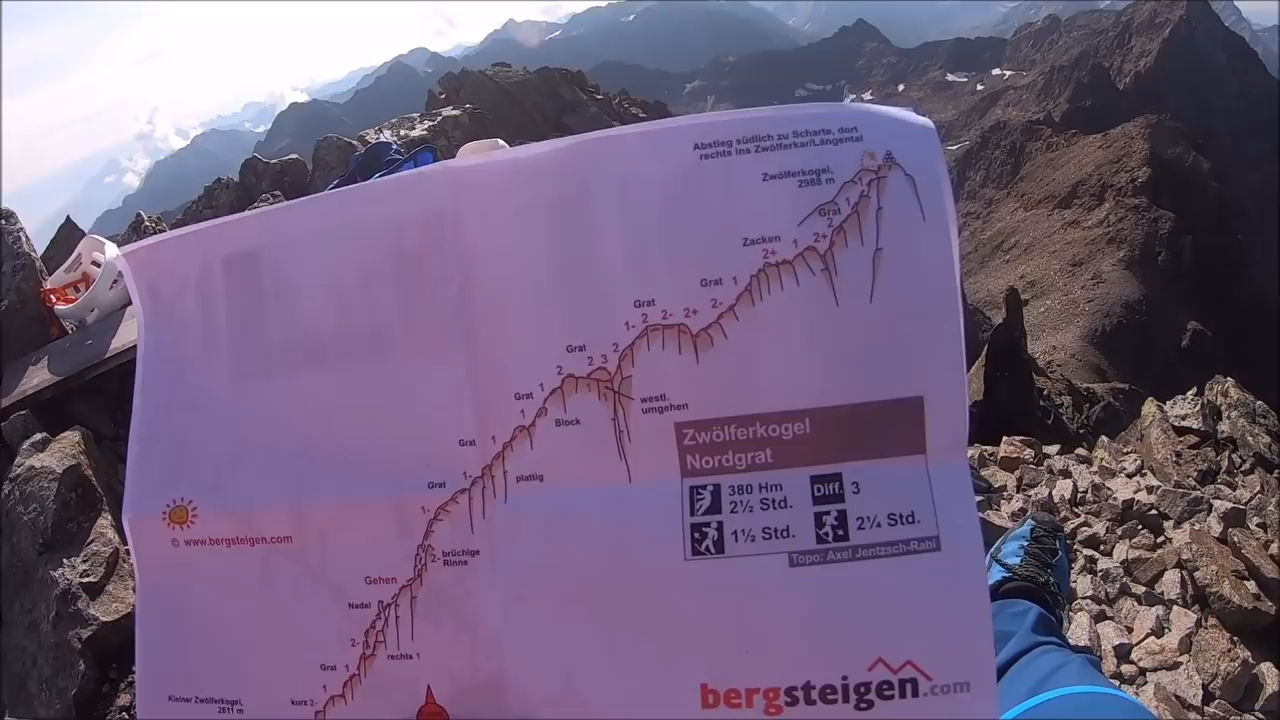 Abstieg südlich zu Scharte, dort
rechts ins Zwölferkar/Längental
Zwölferkogel,
2988 m
1
Grat 1
2
2+
Zacken 1
2+
Grat 1
2-
Grat
1- 2 2- 2+
Grat 2
2 3
2
Grat 1
1
westl.
umgehen
Block
Zwölferkogel
Nordgrat
380 Hm
2½ Std.
Diff. 3
1½ Std.
2¼ Std.
Topo: Axel Jentzsch-Rabl
Grat 1
plattig
Grat 1-
1-
© www.bergsteigen.com
2- brüchige
Rinne
Gehen
Nadel
2-
rechts 1
Grat 1
kurz 2-
Kleiner Zwölferkogel,
2811 m
bergsteigen.com